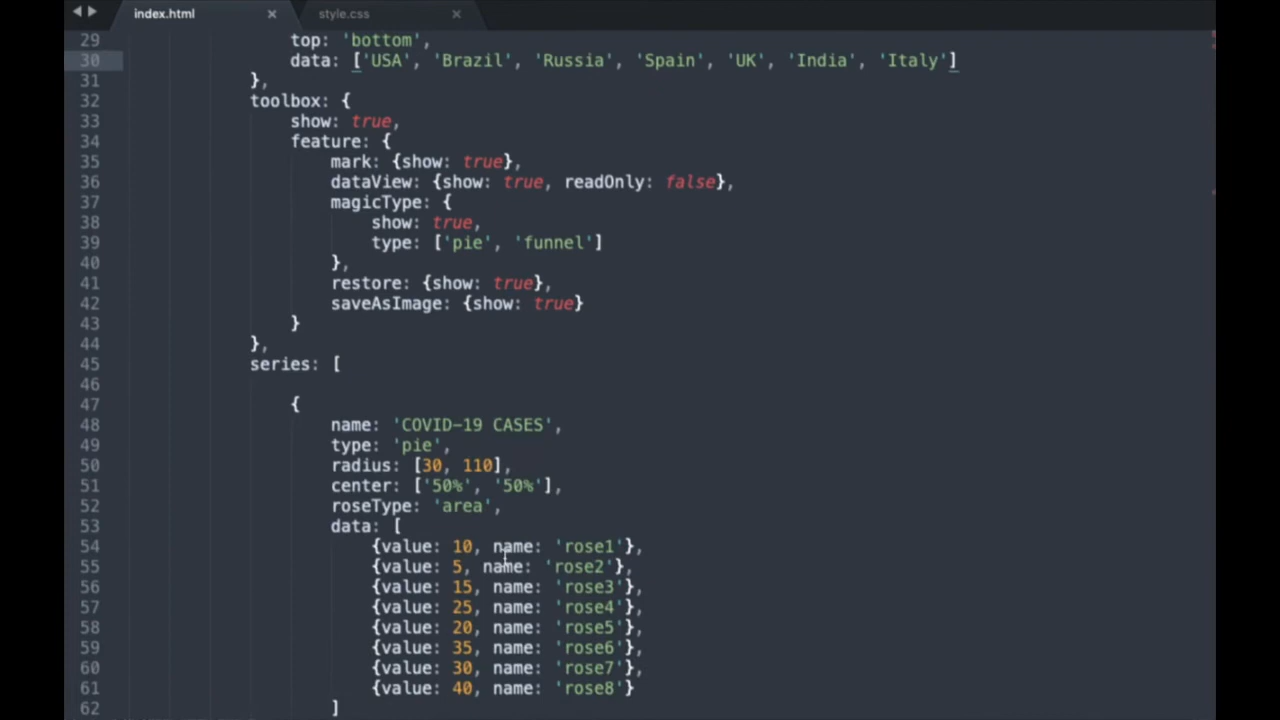 index.html × style.css ×
29 top: 'bottom',
30 data: ['USA', 'Brazil', 'Russia', 'Spain', 'UK', 'India', 'Italy']
31 },
32 toolbox: {
33 show: true,
34 feature: {
35 mark: {show: true},
36 dataView: {show: true, readOnly: false},
37 magicType: {
38 show: true,
39 type: ['pie', 'funnel']
40 },
41 restore: {show: true},
42 saveAsImage: {show: true}
43 }
44 },
45 series: [
46
47 {
48 name: 'COVID-19 CASES',
49 type: 'pie',
50 radius: [30, 110],
51 center: ['50%', '50%'],
52 roseType: 'area',
53 data: [
54 {value: 10, name: 'rose1'},
55 {value: 5, name: 'rose2'},
56 {value: 15, name: 'rose3'},
57 {value: 25, name: 'rose4'},
58 {value: 20, name: 'rose5'},
59 {value: 35, name: 'rose6'},
60 {value: 30, name: 'rose7'},
61 {value: 40, name: 'rose8'}
62 ]